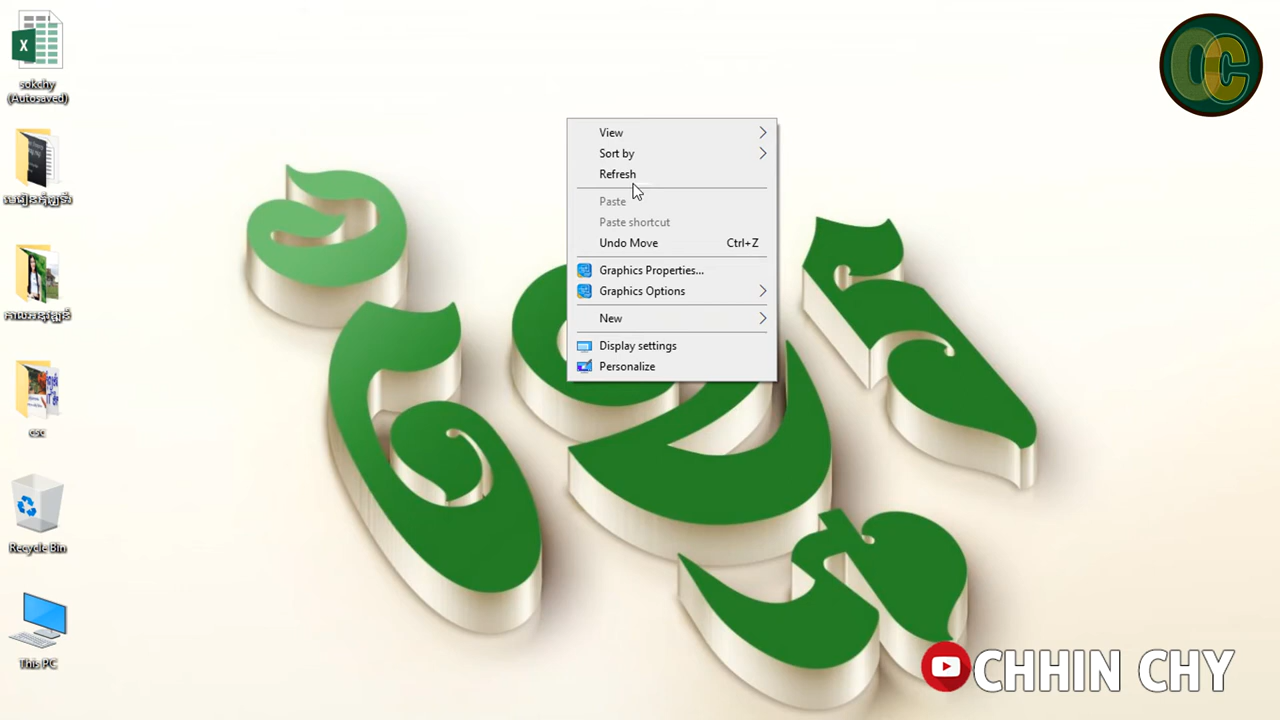 sokchy
(Autosaved)
csc
Recycle Bin
This PC
View
Sort by
Refresh
Paste
Paste shortcut
Undo Move Ctrl+Z
Graphics Properties...
Graphics Options
New
Display settings
Personalize
CHHIN CHY